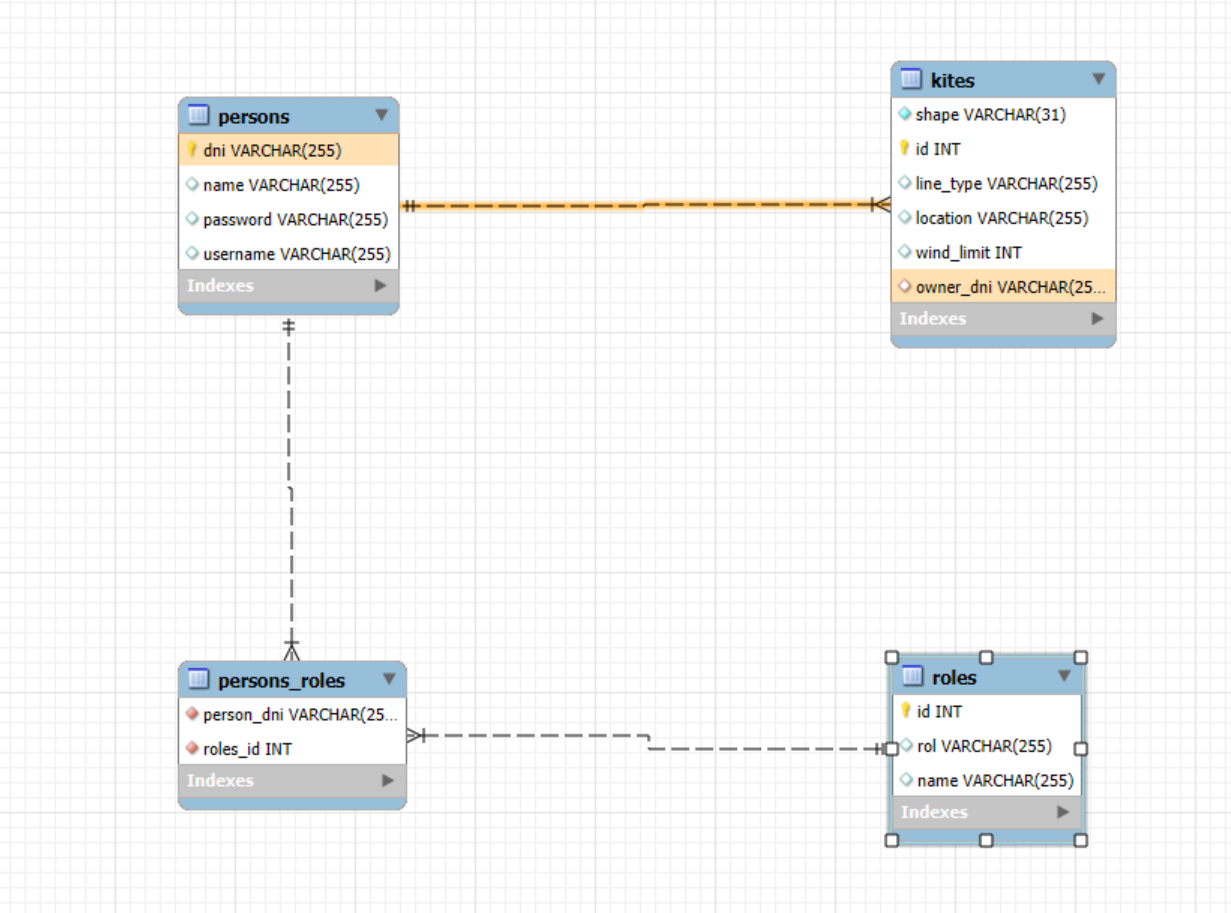 persons
dni VARCHAR(255)
name VARCHAR(255)
password VARCHAR(255)
username VARCHAR(255)
Indexes
kites
shape VARCHAR(31)
id INT
line_type VARCHAR(255)
location VARCHAR(255)
wind_limit INT
owner_dni VARCHAR(25...
Indexes
persons_roles
person_dni VARCHAR(25...
roles_id INT
Indexes
roles
id INT
rol VARCHAR(255)
name VARCHAR(255)
Indexes